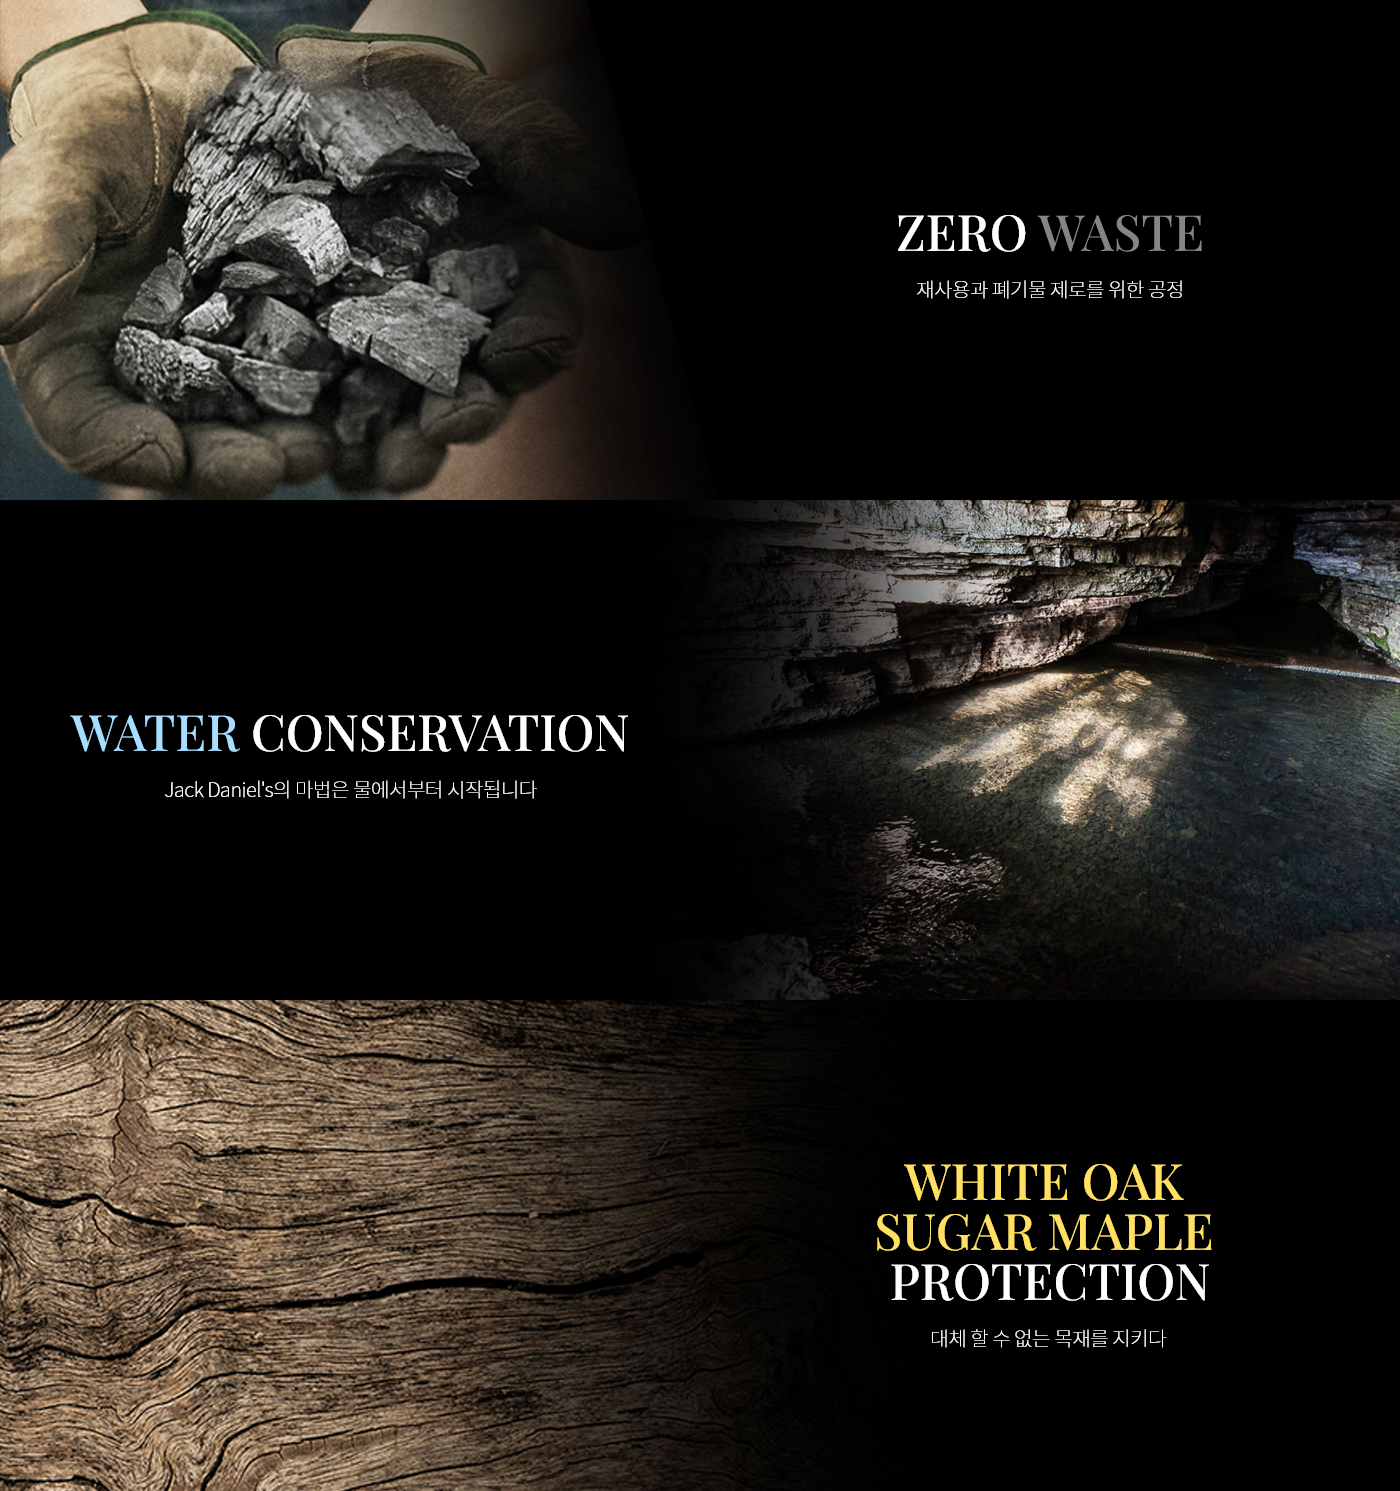 ZERO WASTE
재사용과 폐기물 제로를 위한 공정
WATER CONSERVATION
Jack Daniel's의 마법은 물에서부터 시작됩니다
WHITE OAK
SUGAR MAPLE
PROTECTION
대체 할 수 없는 목재를 지키다